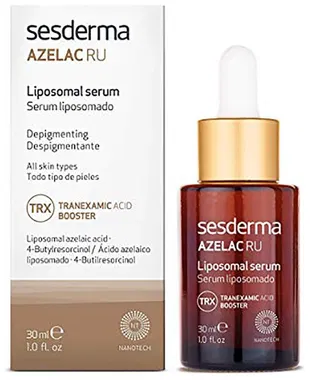 sesderma
AZELAC RU
Liposomal serum
Serum liposomado
Depigmenting
Despigmentante
All skin types
Todo tipo de pieles
TRX
TRANEXAMIC ACID
BOOSTER
Liposomal azelaic acid ·
4-Butylresorcinol / Ácido azelaico
liposomado · 4-Butilresorcinol
30 ml e
1.0 fl. oz
NT
NANOTECH
sesderma
AZELAC RU
Liposomal serum
Serum liposomado
TRX
TRANEXAMIC ACID
BOOSTER
30 ml e
1.0 fl. oz
NT
NANOTECH